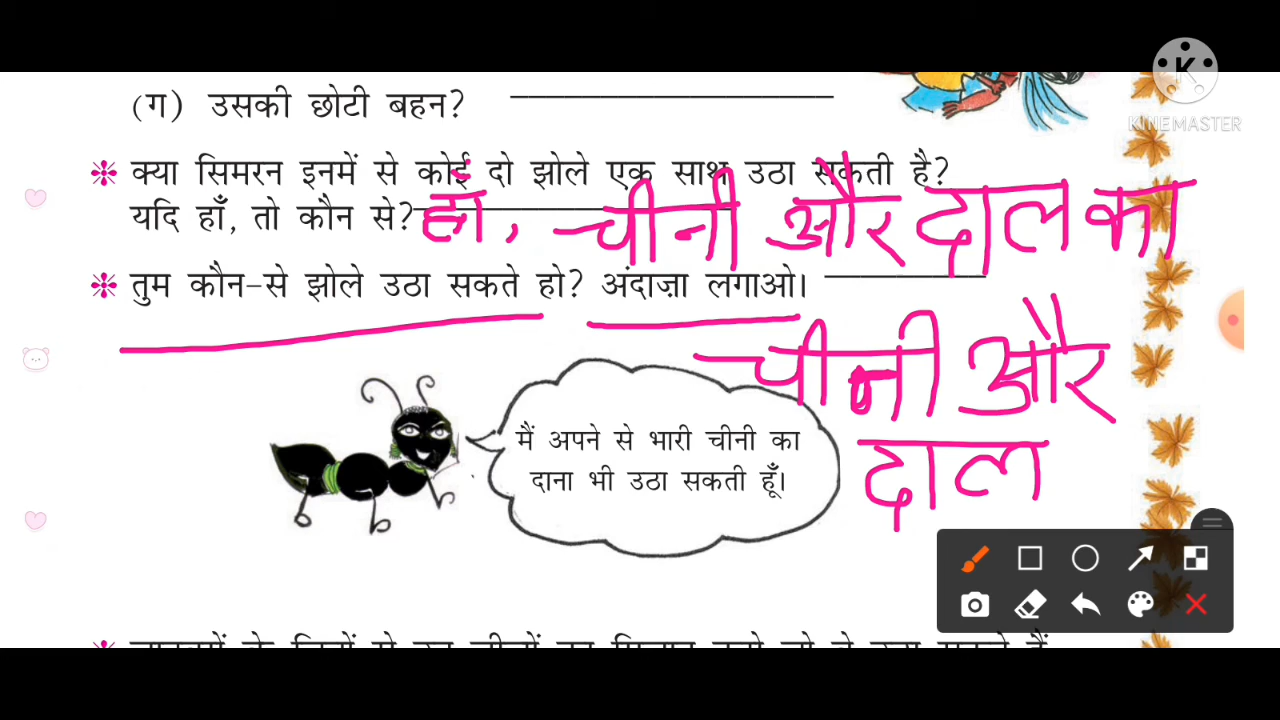 KINEMASTER
(ग) उसकी छोटी बहन?
क्या सिमरन इनमें से कोई दो झोले एक साथ उठा सकती है?
यदि हाँ, तो कौन से? हाँ, चीनी और दाल का
तुम कौन-से झोले उठा सकते हो? अंदाज़ा लगाओ।
चीनी और
दाल
मैं अपने से भारी चीनी का
दाना भी उठा सकती हूँ।